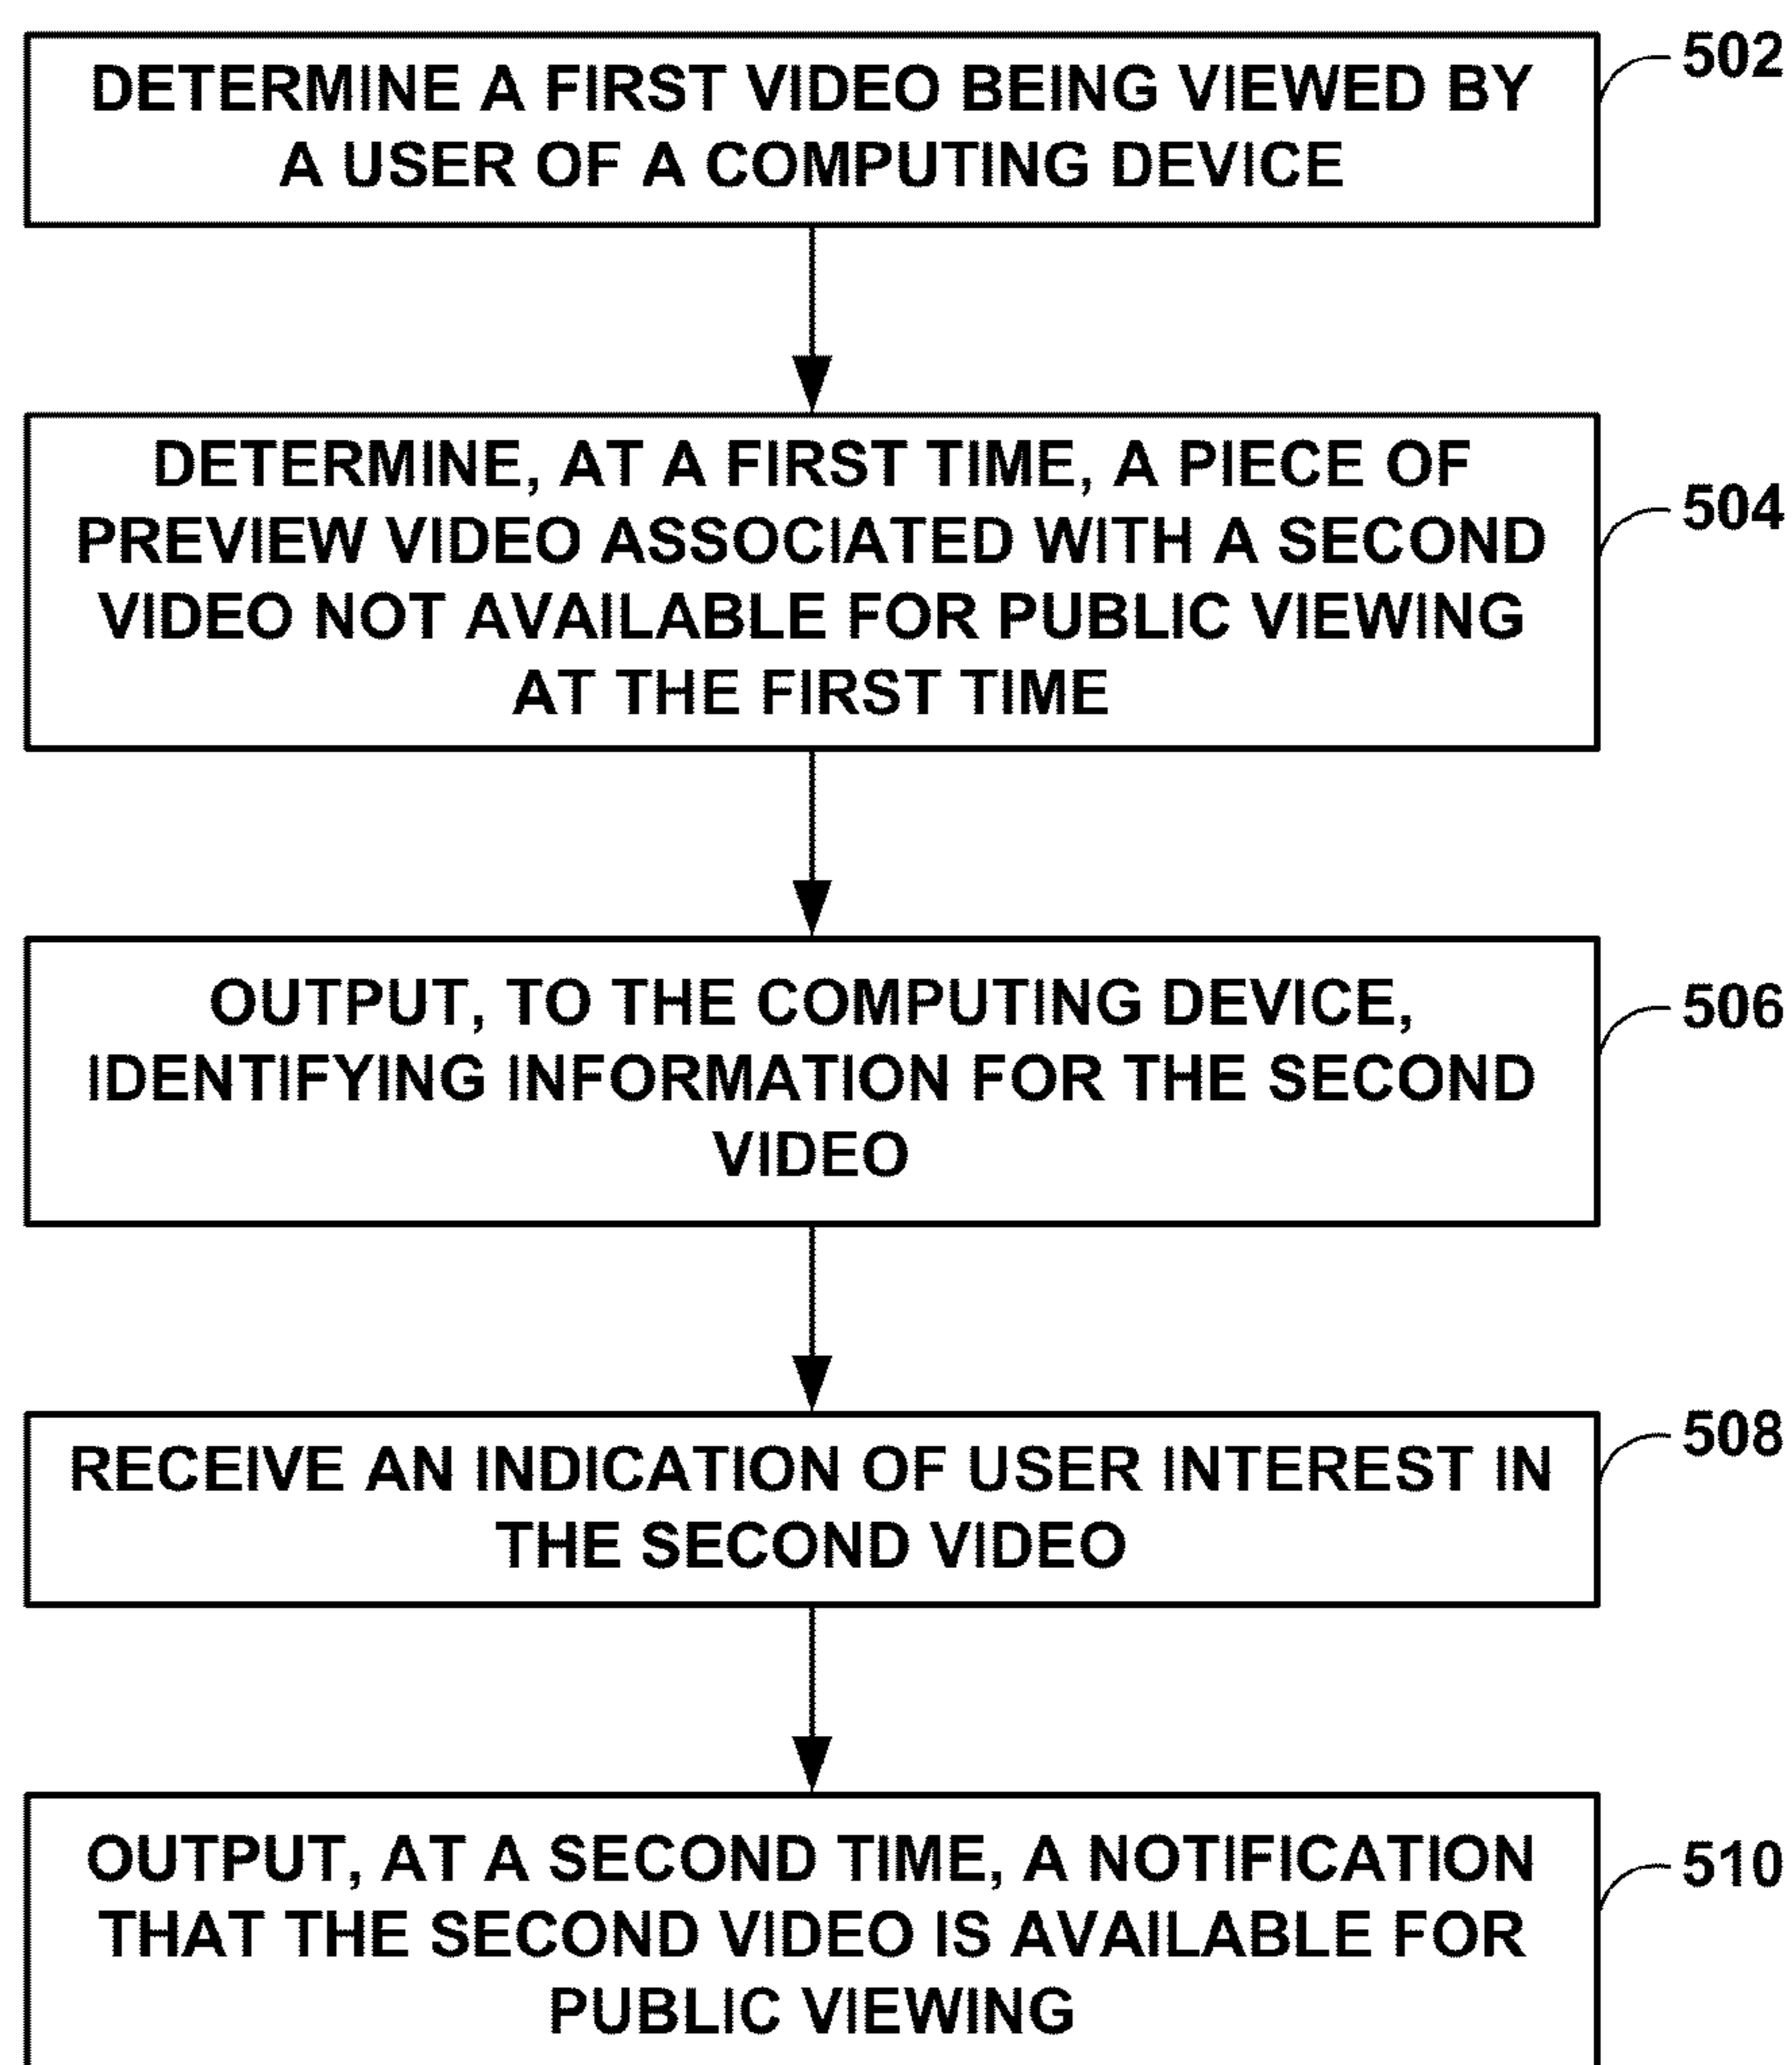 DETERMINE A FIRST VIDEO BEING VIEWED BY
A USER OF A COMPUTING DEVICE
502
DETERMINE, AT A FIRST TIME, A PIECE OF
PREVIEW VIDEO ASSOCIATED WITH A SECOND
VIDEO NOT AVAILABLE FOR PUBLIC VIEWING
AT THE FIRST TIME
504
OUTPUT, TO THE COMPUTING DEVICE,
IDENTIFYING INFORMATION FOR THE SECOND
VIDEO
506
RECEIVE AN INDICATION OF USER INTEREST IN
THE SECOND VIDEO
508
OUTPUT, AT A SECOND TIME, A NOTIFICATION
THAT THE SECOND VIDEO IS AVAILABLE FOR
PUBLIC VIEWING
510